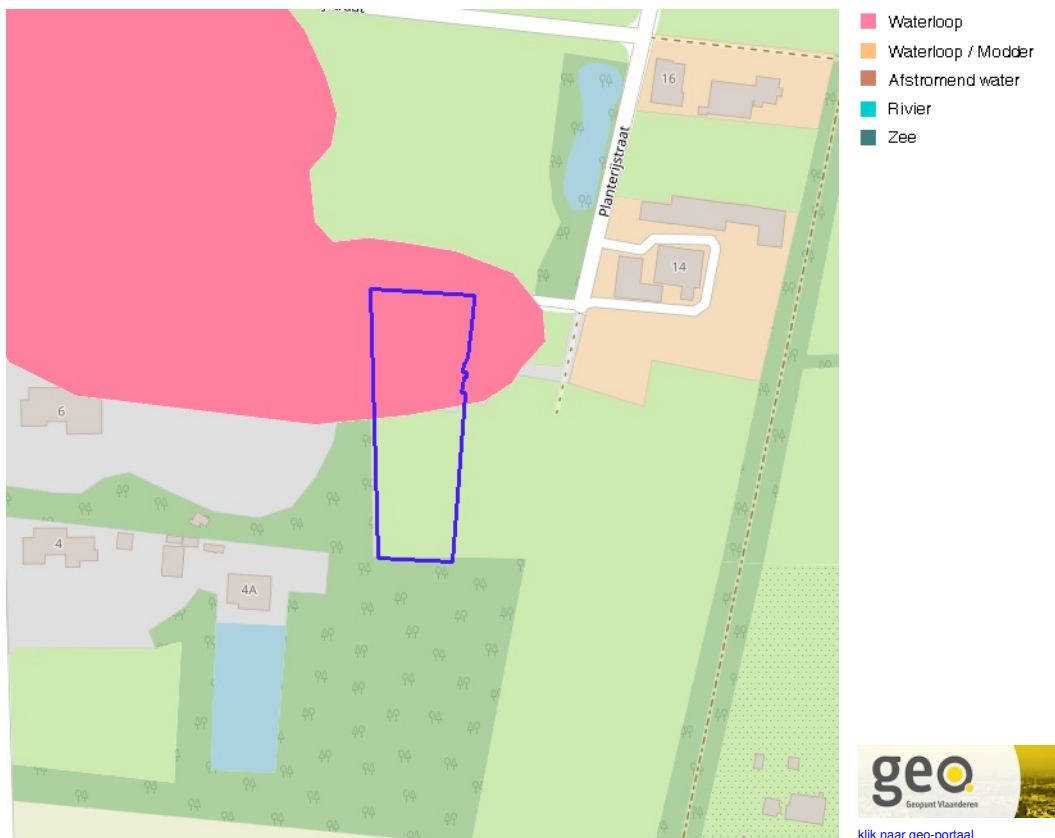 straat
Planterijstraat
16
14
6
4
4A
Waterloop
Waterloop / Modder
Afstromend water
Rivier
Zee
geo.
Geopunt Vlaanderen
klik naar geo-portaal